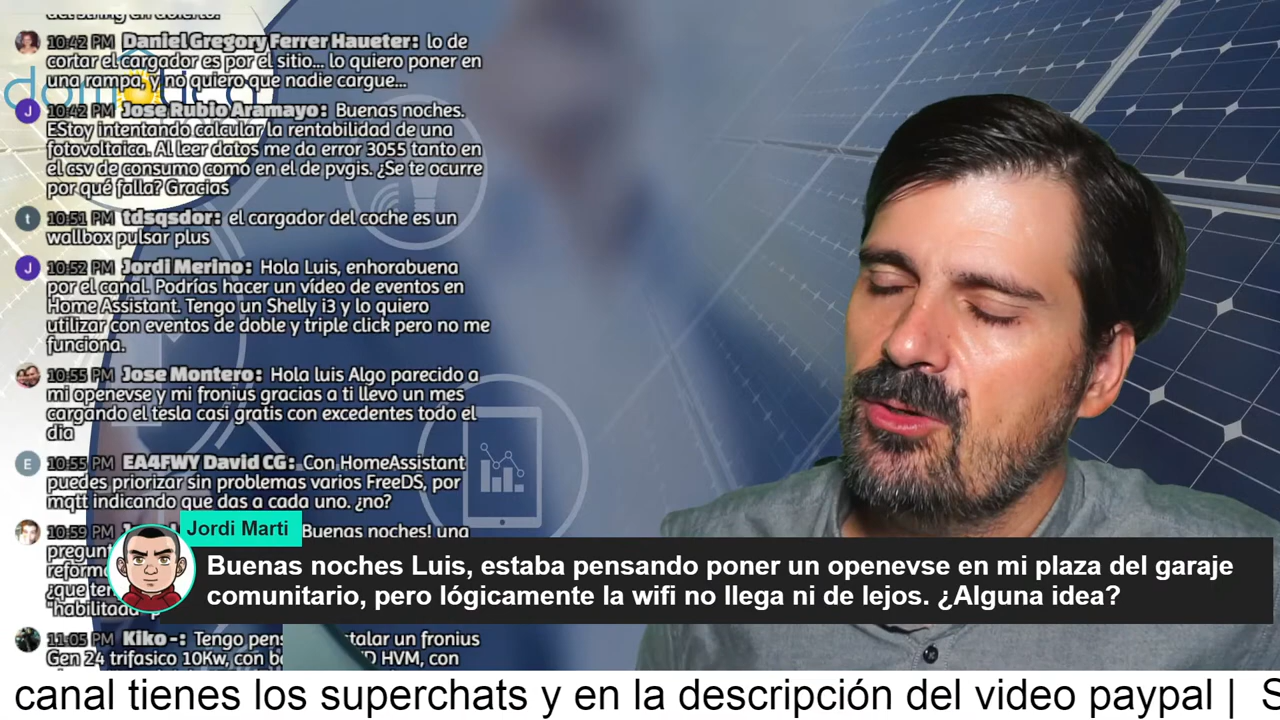 del string en abierto.
10:42 PM Daniel Gregory Ferrer Haueter: lo de
cortar el cargador es por el sitio... lo quiero poner en
una rampa, y no quiero que nadie cargue...
10:42 PM Jose Rubio Aramayo: Buenas noches.
EStoy intentando calcular la rentabilidad de una
fotovoltaica. Al leer datos me da error 3055 tanto en
el csv de consumo como en el de pvgis. ¿Se te ocurre
por qué falla? Gracias
10:51 PM tdsqsdor: el cargador del coche es un
wallbox pulsar plus
10:52 PM Jordi Merino: Hola Luis, enhorabuena
por el canal. Podrías hacer un vídeo de eventos en
Home Assistant. Tengo un Shelly i3 y lo quiero
utilizar con eventos de doble y triple click pero no me
funciona.
10:55 PM Jose Montero: Hola luis Algo parecido a
mi openevse y mi fronius gracias a ti llevo un mes
cargando el tesla casi gratis con excedentes todo el
dia
10:55 PM EA4FWY David CG: Con HomeAssistant
puedes priorizar sin problemas varios FreeDS, por
mqtt indicando que das a cada uno. ¿no?
10:59 PM Buenas noches! una
Jordi Marti
Buenas noches Luis, estaba pensando poner un openevse en mi plaza del garaje
comunitario, pero lógicamente la wifi no llega ni de lejos. ¿Alguna idea?
11:05 PM Kiko-: Tengo
un fronius
Gen 24 trifasico 10Kw, con
HVM, con
canal tienes los superchats y en la descripción del video paypal | S